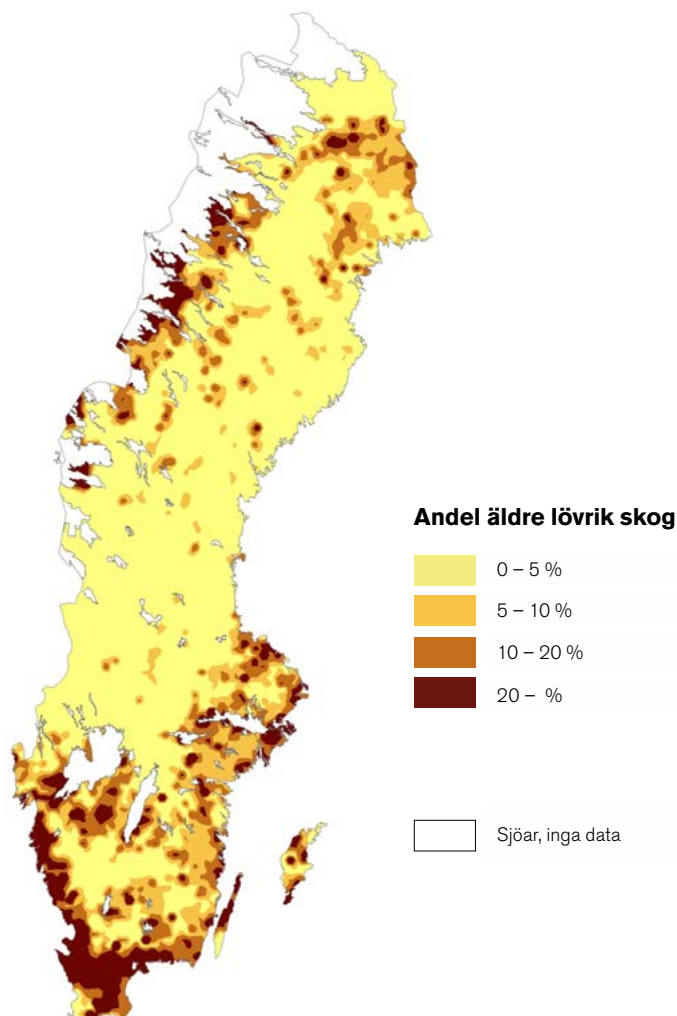 Andel äldre lövrik skog
0 – 5 %
5 – 10 %
10 – 20 %
20 – %
Sjöar, inga data